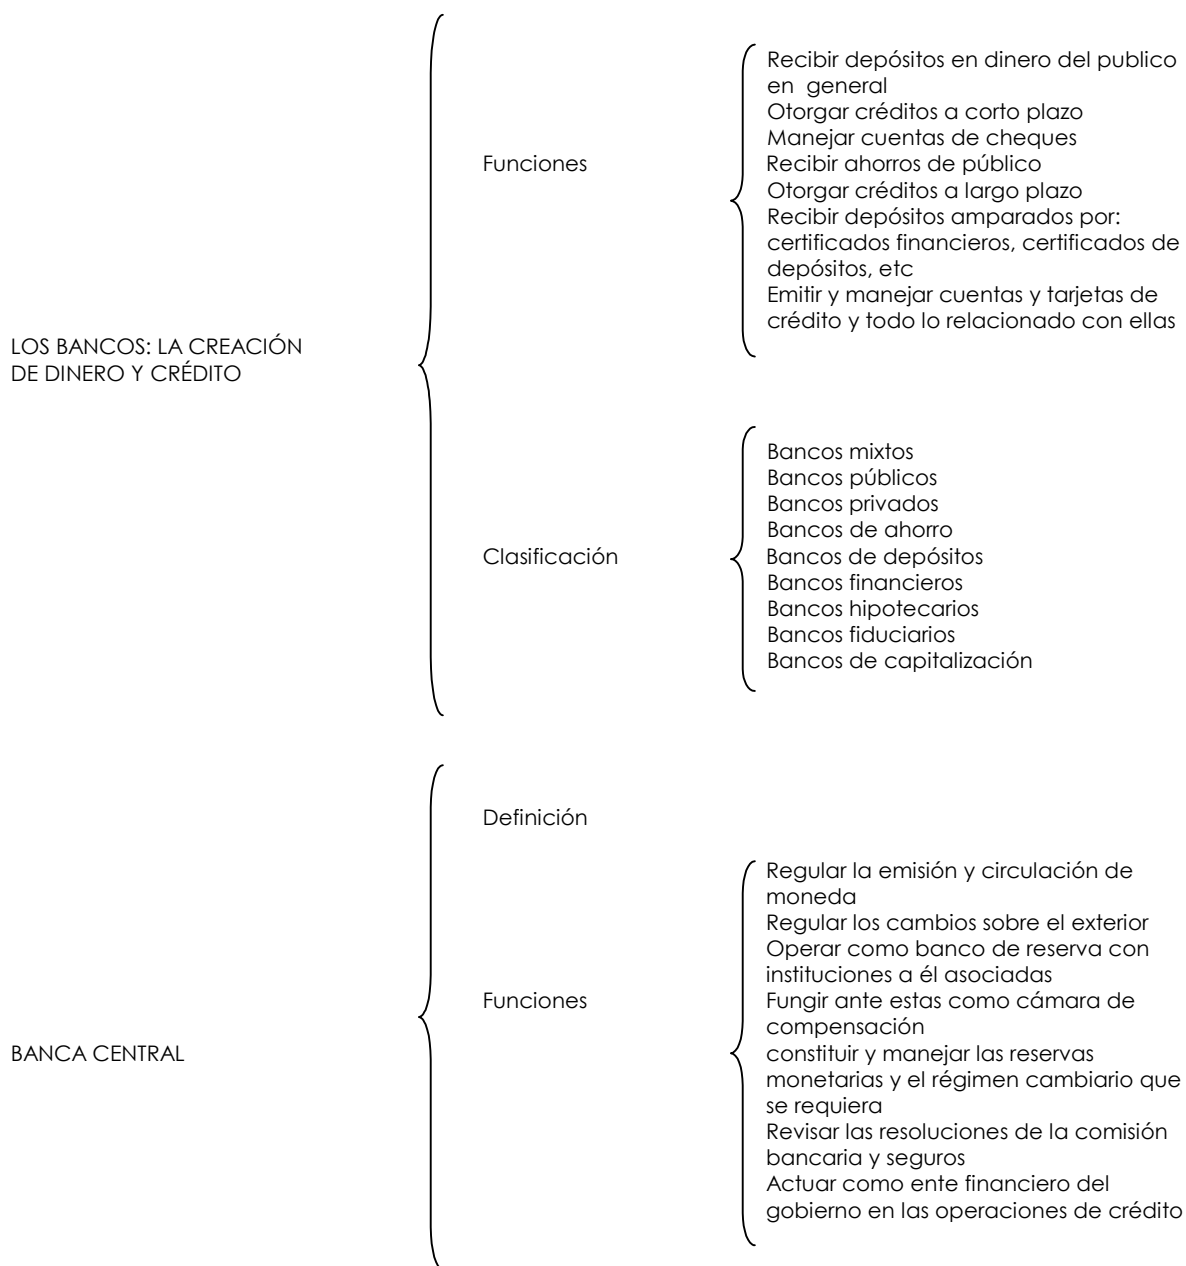 LOS BANCOS: LA CREACIÓN
DE DINERO Y CRÉDITO
Funciones
Recibir depósitos en dinero del publico
en  general
Otorgar créditos a corto plazo
Manejar cuentas de cheques
Recibir ahorros de público
Otorgar créditos a largo plazo
Recibir depósitos amparados por:
certificados financieros, certificados de
depósitos, etc
Emitir y manejar cuentas y tarjetas de
crédito y todo lo relacionado con ellas
Clasificación
Bancos mixtos
Bancos públicos
Bancos privados
Bancos de ahorro
Bancos de depósitos
Bancos financieros
Bancos hipotecarios
Bancos fiduciarios
Bancos de capitalización
BANCA CENTRAL
Definición
Funciones
Regular la emisión y circulación de
moneda
Regular los cambios sobre el exterior
Operar como banco de reserva con
instituciones a él asociadas
Fungir ante estas como cámara de
compensación
constituir y manejar las reservas
monetarias y el régimen cambiario que
se requiera
Revisar las resoluciones de la comisión
bancaria y seguros
Actuar como ente financiero del
gobierno en las operaciones de crédito